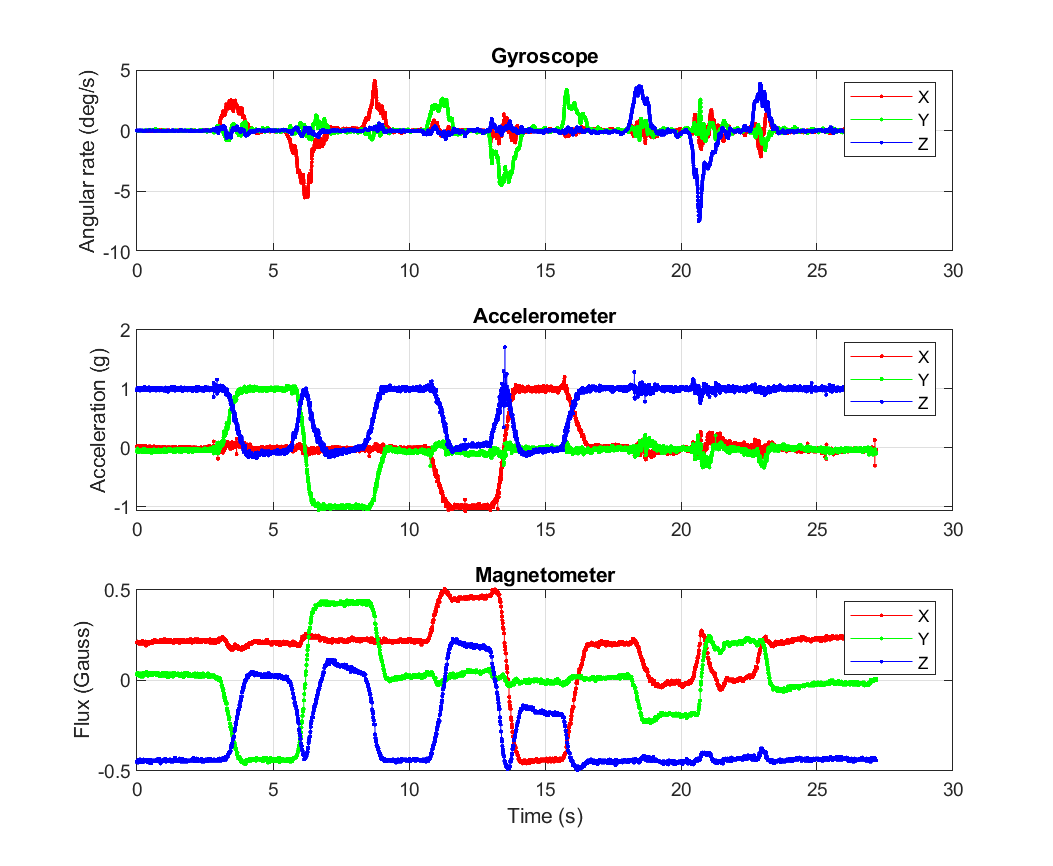 Gyroscope
Angular rate (deg/s)
5
0
-5
-10
0 5 10 15 20 25 30
X
Y
Z
Accelerometer
Acceleration (g)
2
1
0
-1
0 5 10 15 20 25 30
X
Y
Z
Magnetometer
Flux (Gauss)
0.5
0
-0.5
0 5 10 15 20 25 30
X
Y
Z
Time (s)